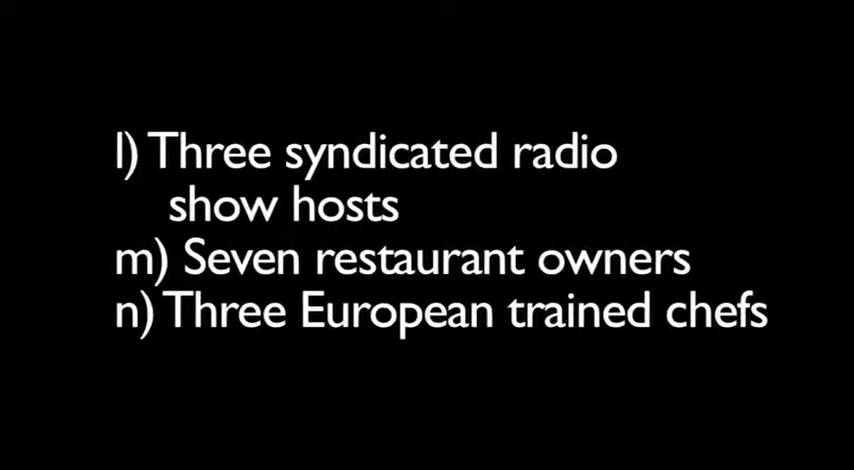 l) Three syndicated radio
show hosts
m) Seven restaurant owners
n) Three European trained chefs